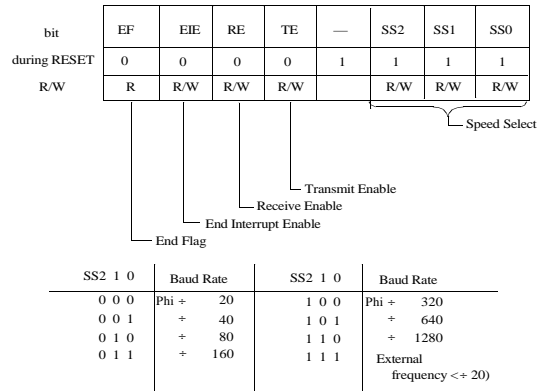 bit EF EIE RE TE — SS2 SS1 SS0
during RESET 0 0 0 0 1 1 1 1
R/W R R/W R/W R/W R/W R/W R/W
Speed Select
Transmit Enable
Receive Enable
End Interrupt Enable
End Flag
SS2 1 0 Baud Rate SS2 1 0 Baud Rate
0 0 0 Phi ÷ 20 1 0 0 Phi ÷ 320
0 0 1 ÷ 40 1 0 1 ÷ 640
0 1 0 ÷ 80 1 1 0 ÷ 1280
0 1 1 ÷ 160 1 1 1 External
frequency <÷ 20)